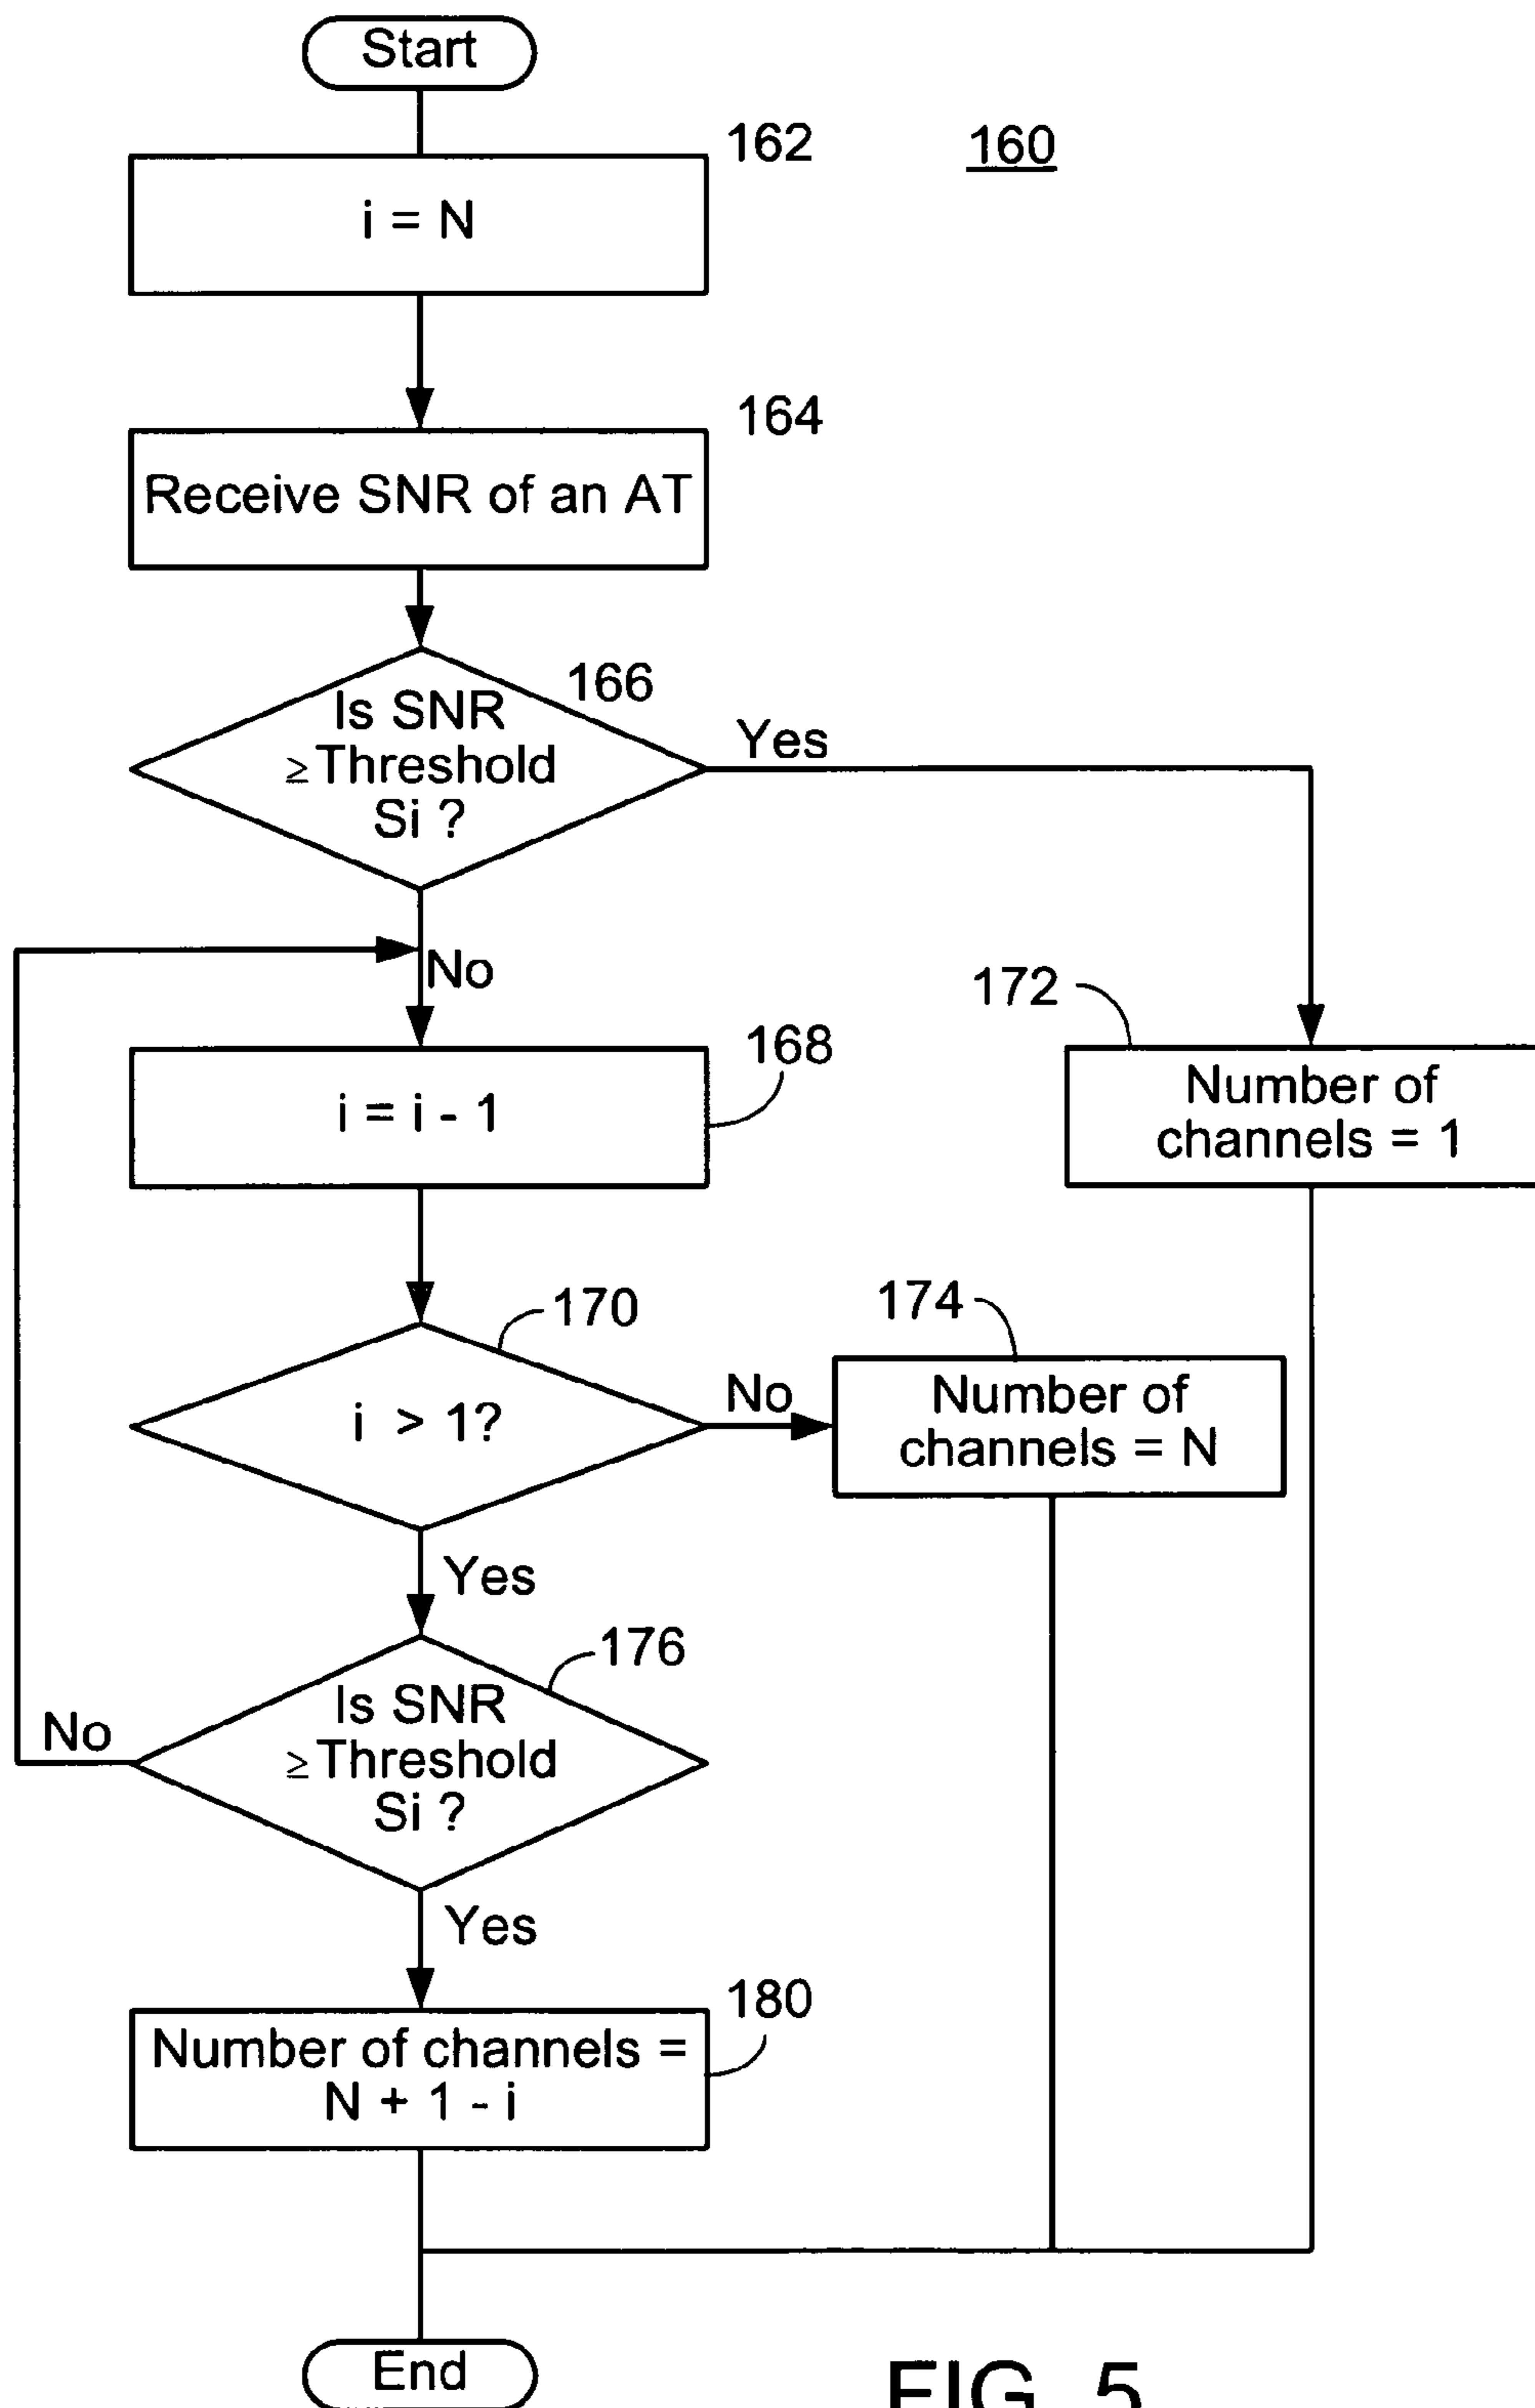 Start
162
160
i = N
164
Receive SNR of an AT
166
Is SNR
≥Threshold
Si ?
Yes
No
172
168
Number of
channels = 1
i = i - 1
170
174
i > 1?
No
Number of
channels = N
Yes
176
Is SNR
≥Threshold
Si ?
No
Yes
180
Number of channels =
N + 1 - i
End
FIG. 5